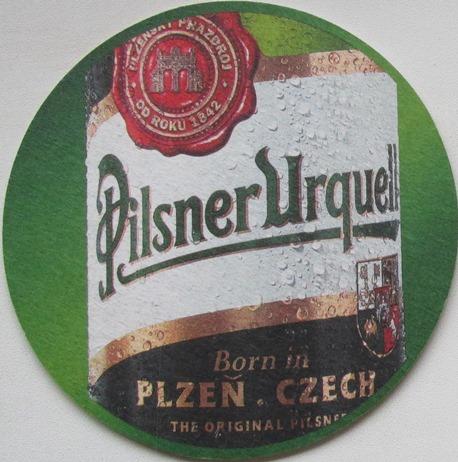 PLZEŇSKÝ PRAZDROJ
OD ROKU 1842
Pilsner Urquell
Born in
PLZEŇ . CZECH
THE ORIGINAL PILSNER